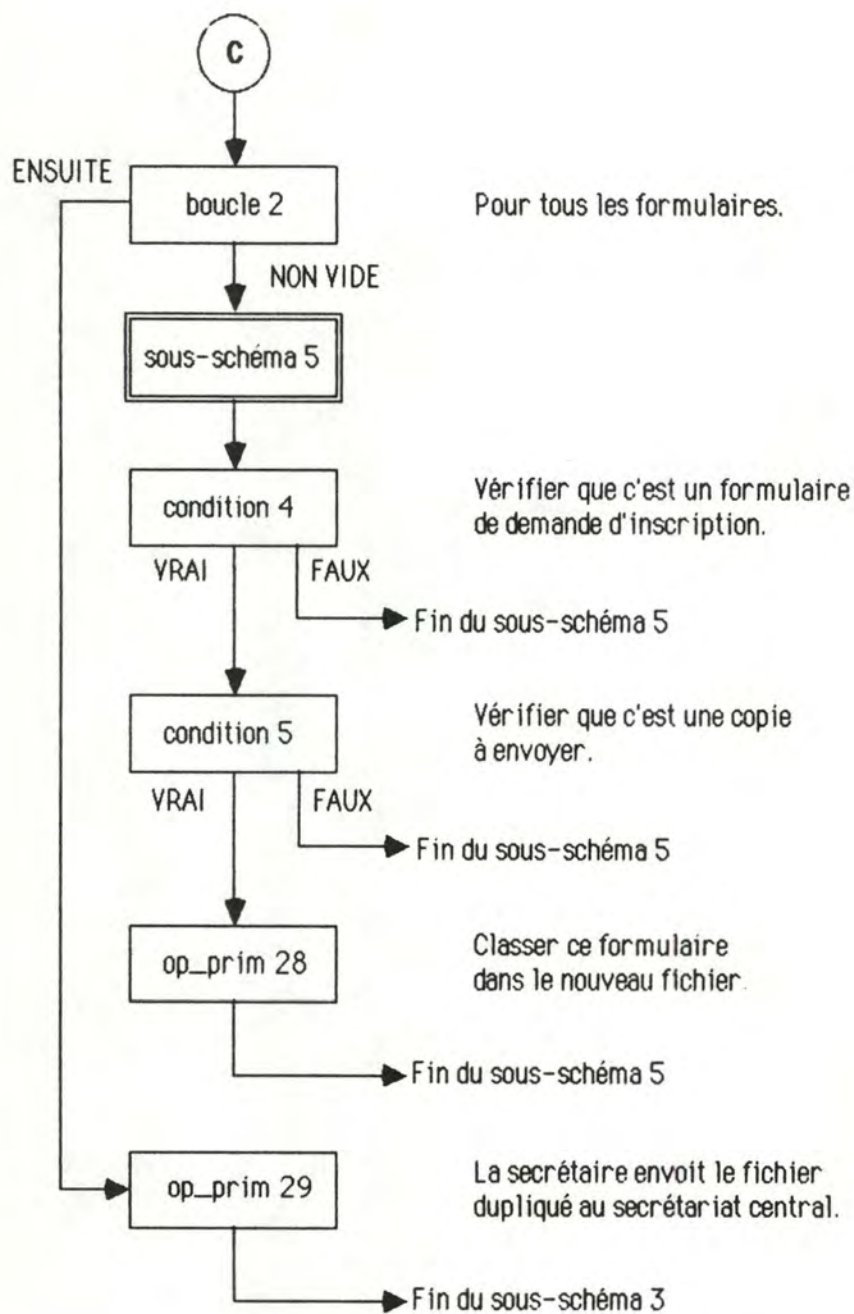 C
ENSUITE
boucle 2
Pour tous les formulaires.
NON VIDE
sous-schéma 5
condition 4
Vérifier que c'est un formulaire
de demande d'inscription.
VRAI
FAUX
Fin du sous-schéma 5
condition 5
Vérifier que c'est une copie
à envoyer.
VRAI
FAUX
Fin du sous-schéma 5
op_prim 28
Classer ce formulaire
dans le nouveau fichier.
Fin du sous-schéma 5
op_prim 29
La secrétaire envoit le fichier
dupliqué au secrétariat central.
Fin du sous-schéma 3